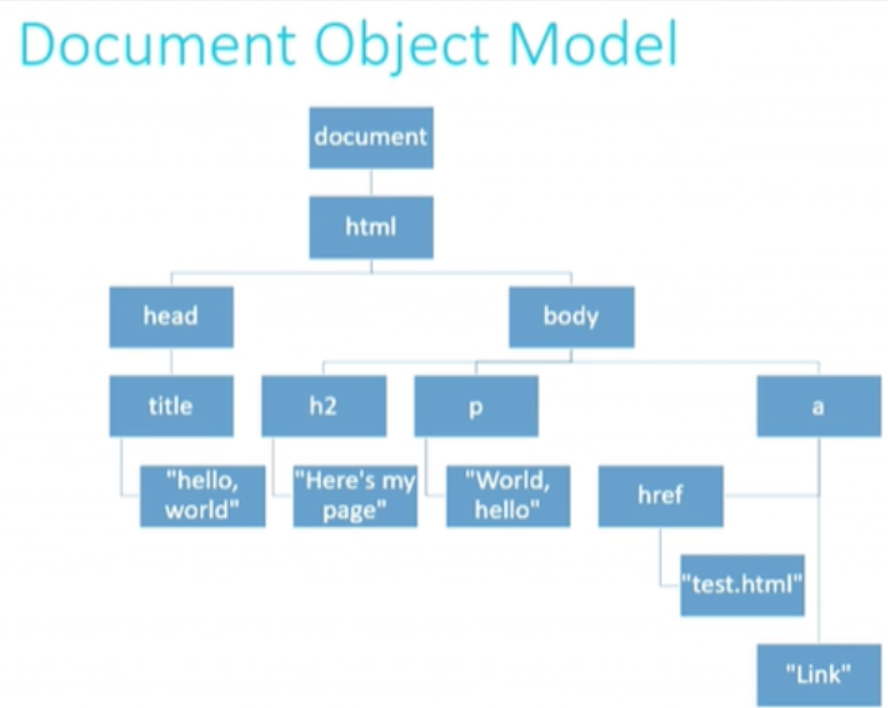 Document Object Model
document
html
head
body
title
h2
p
a
"hello,
world"
"Here's my
page"
"World,
hello"
href
"test.html"
"Link"